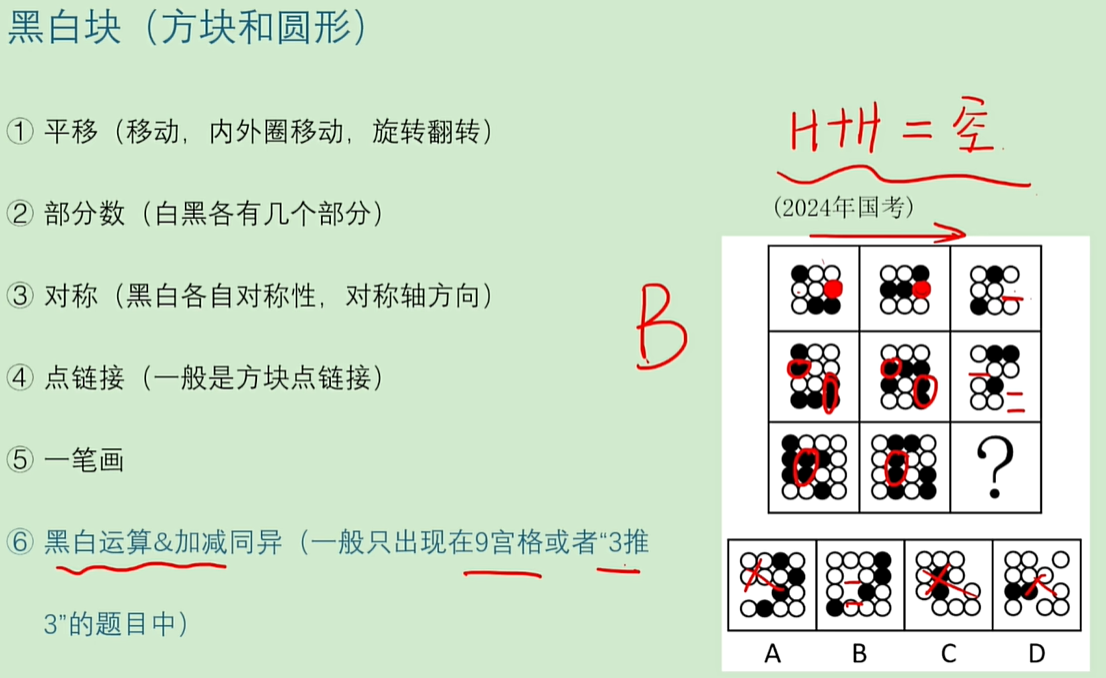 黑白块（方块和圆形）
① 平移（移动，内外圈移动，旋转翻转）
② 部分数（白黑各有几个部分）
③ 对称（黑白各自对称性，对称轴方向）
④ 点链接（一般是方块点链接）
⑤ 一笔画
⑥ 黑白运算&加减同异（一般只出现在9宫格或者“3推
3”的题目中）
H+H = 空
（2024年国考）
B
?
A B C D